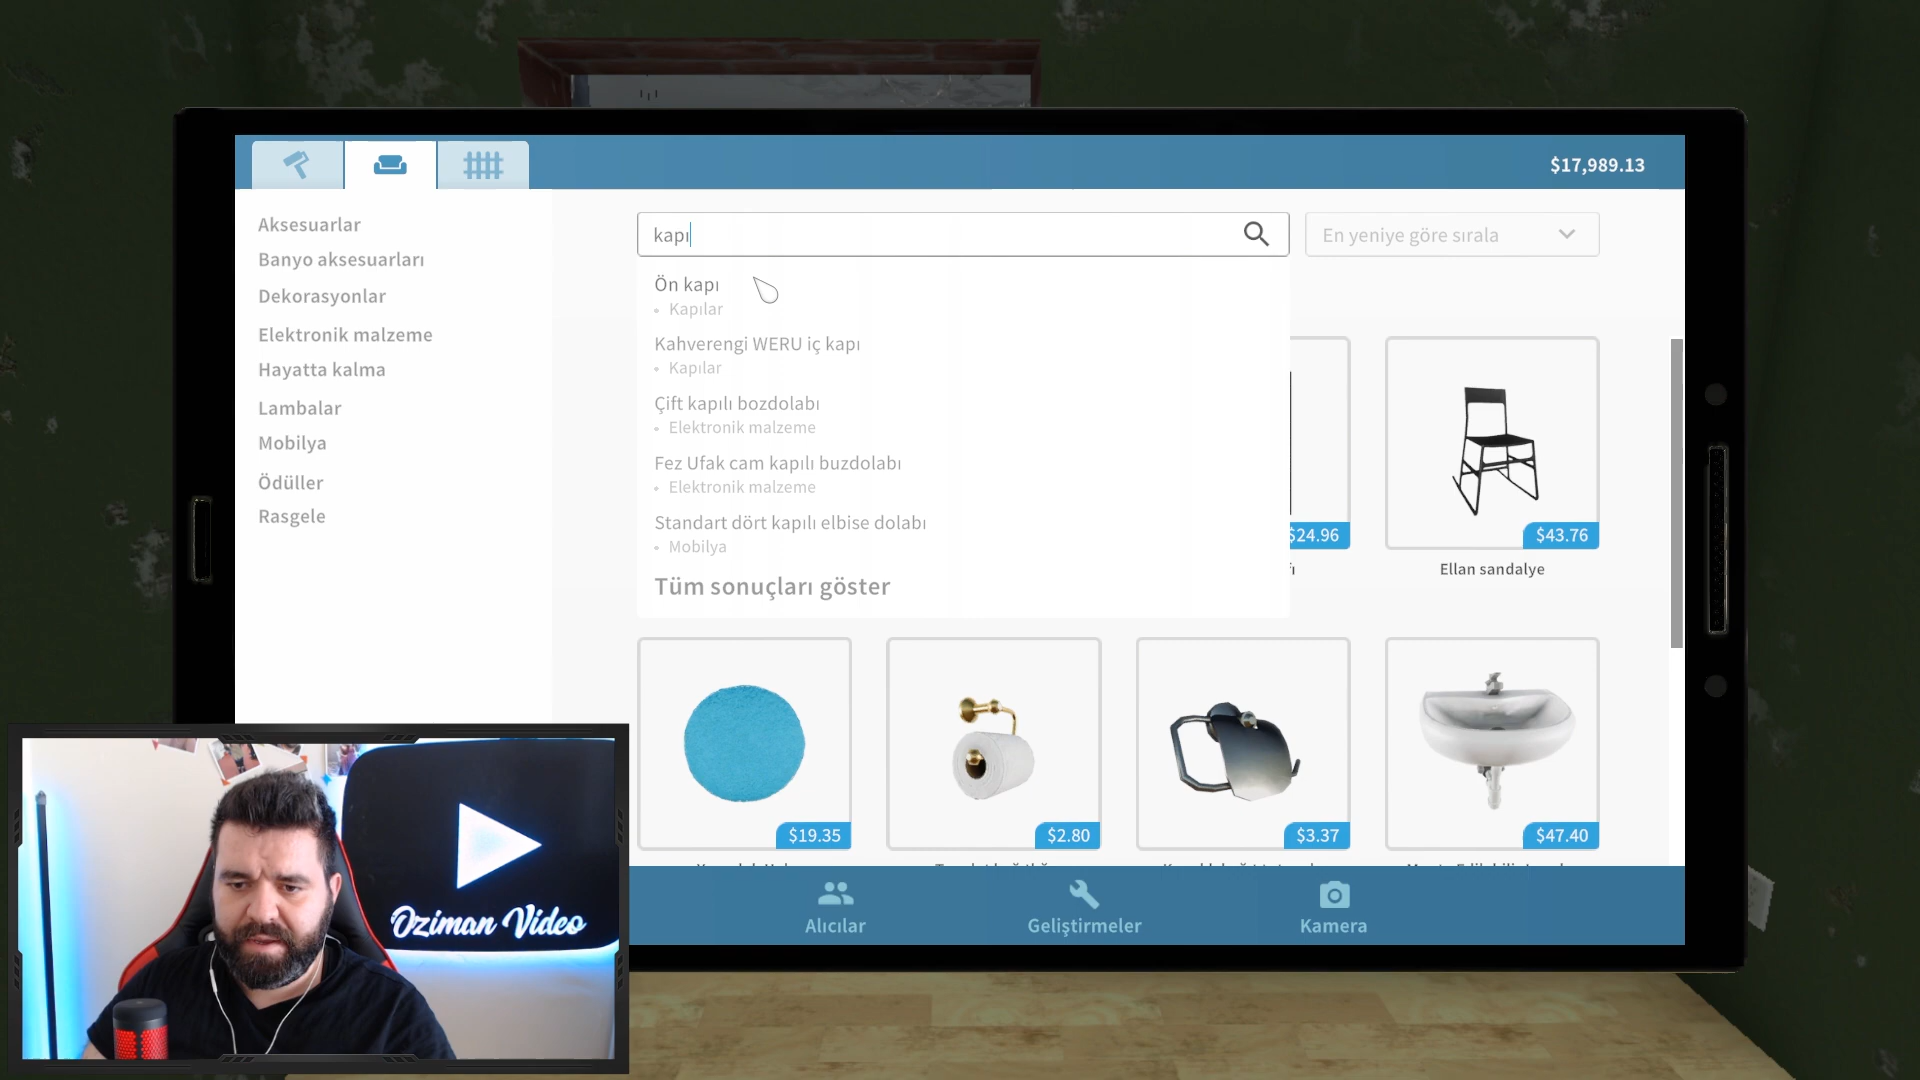 $17,989.13
Aksesuarlar
Banyo aksesuarları
Dekorasyonlar
Elektronik malzeme
Hayatta kalma
Lambalar
Mobilya
Ödüller
Rasgele
kapı
En yeniye göre sırala
Ön kapı
Kapılar
Kahverengi WERU iç kapı
Kapılar
Çift kapılı bozdolabı
Elektronik malzeme
Fez Ufak cam kapılı buzdolabı
Elektronik malzeme
Standart dört kapılı elbise dolabı
Mobilya
Tüm sonuçları göster
$24.96
$43.76
Ellan sandalye
$19.35
$2.80
$3.37
$47.40
Alıcılar
Geliştirmeler
Kamera
Oziman Video